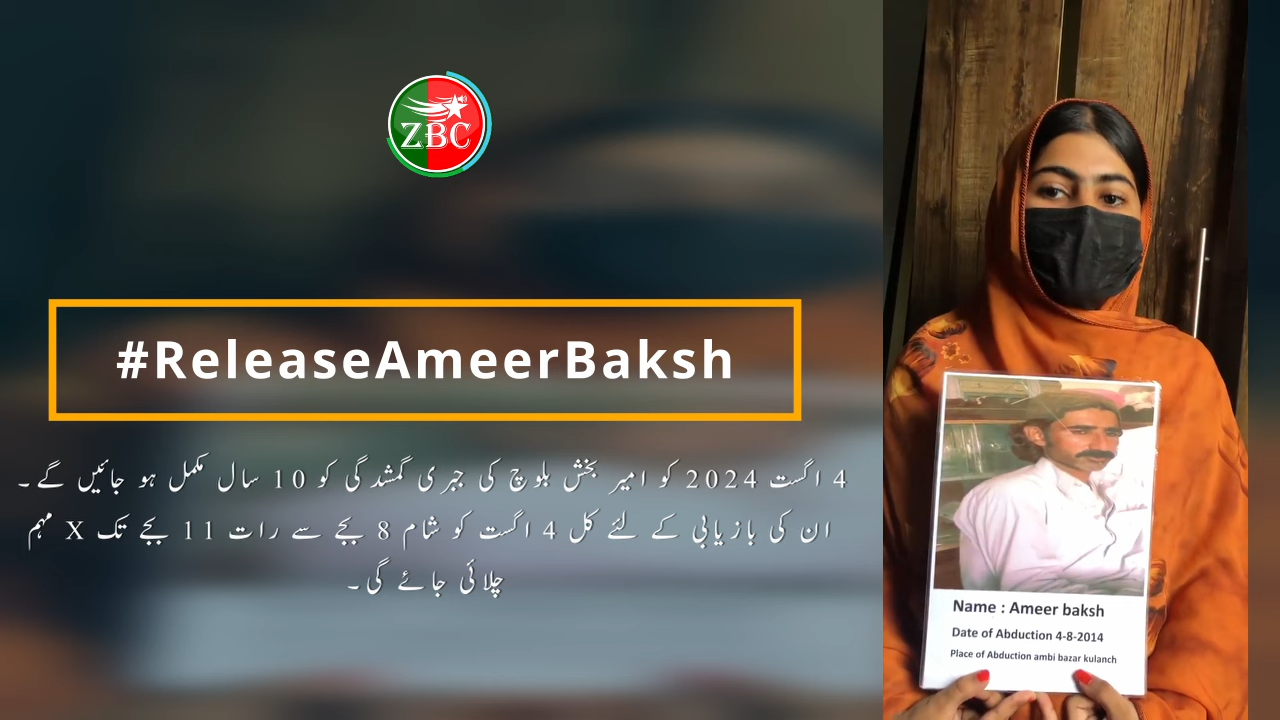 ZBC
#ReleaseAmeerBaksh
4 اگست 2024 کو امیر بخش بلوچ کی جبری گمشدگی کو 10 سال مکمل ہو جائیں گے۔
ان کی بازیابی کے لئے کل 4 اگست کو شام 8 بجے سے رات 11 بجے تک X مہم
چلائی جائے گی۔
Name : Ameer baksh
Date of Abduction 4-8-2014
Place of Abduction ambi bazar kulanch